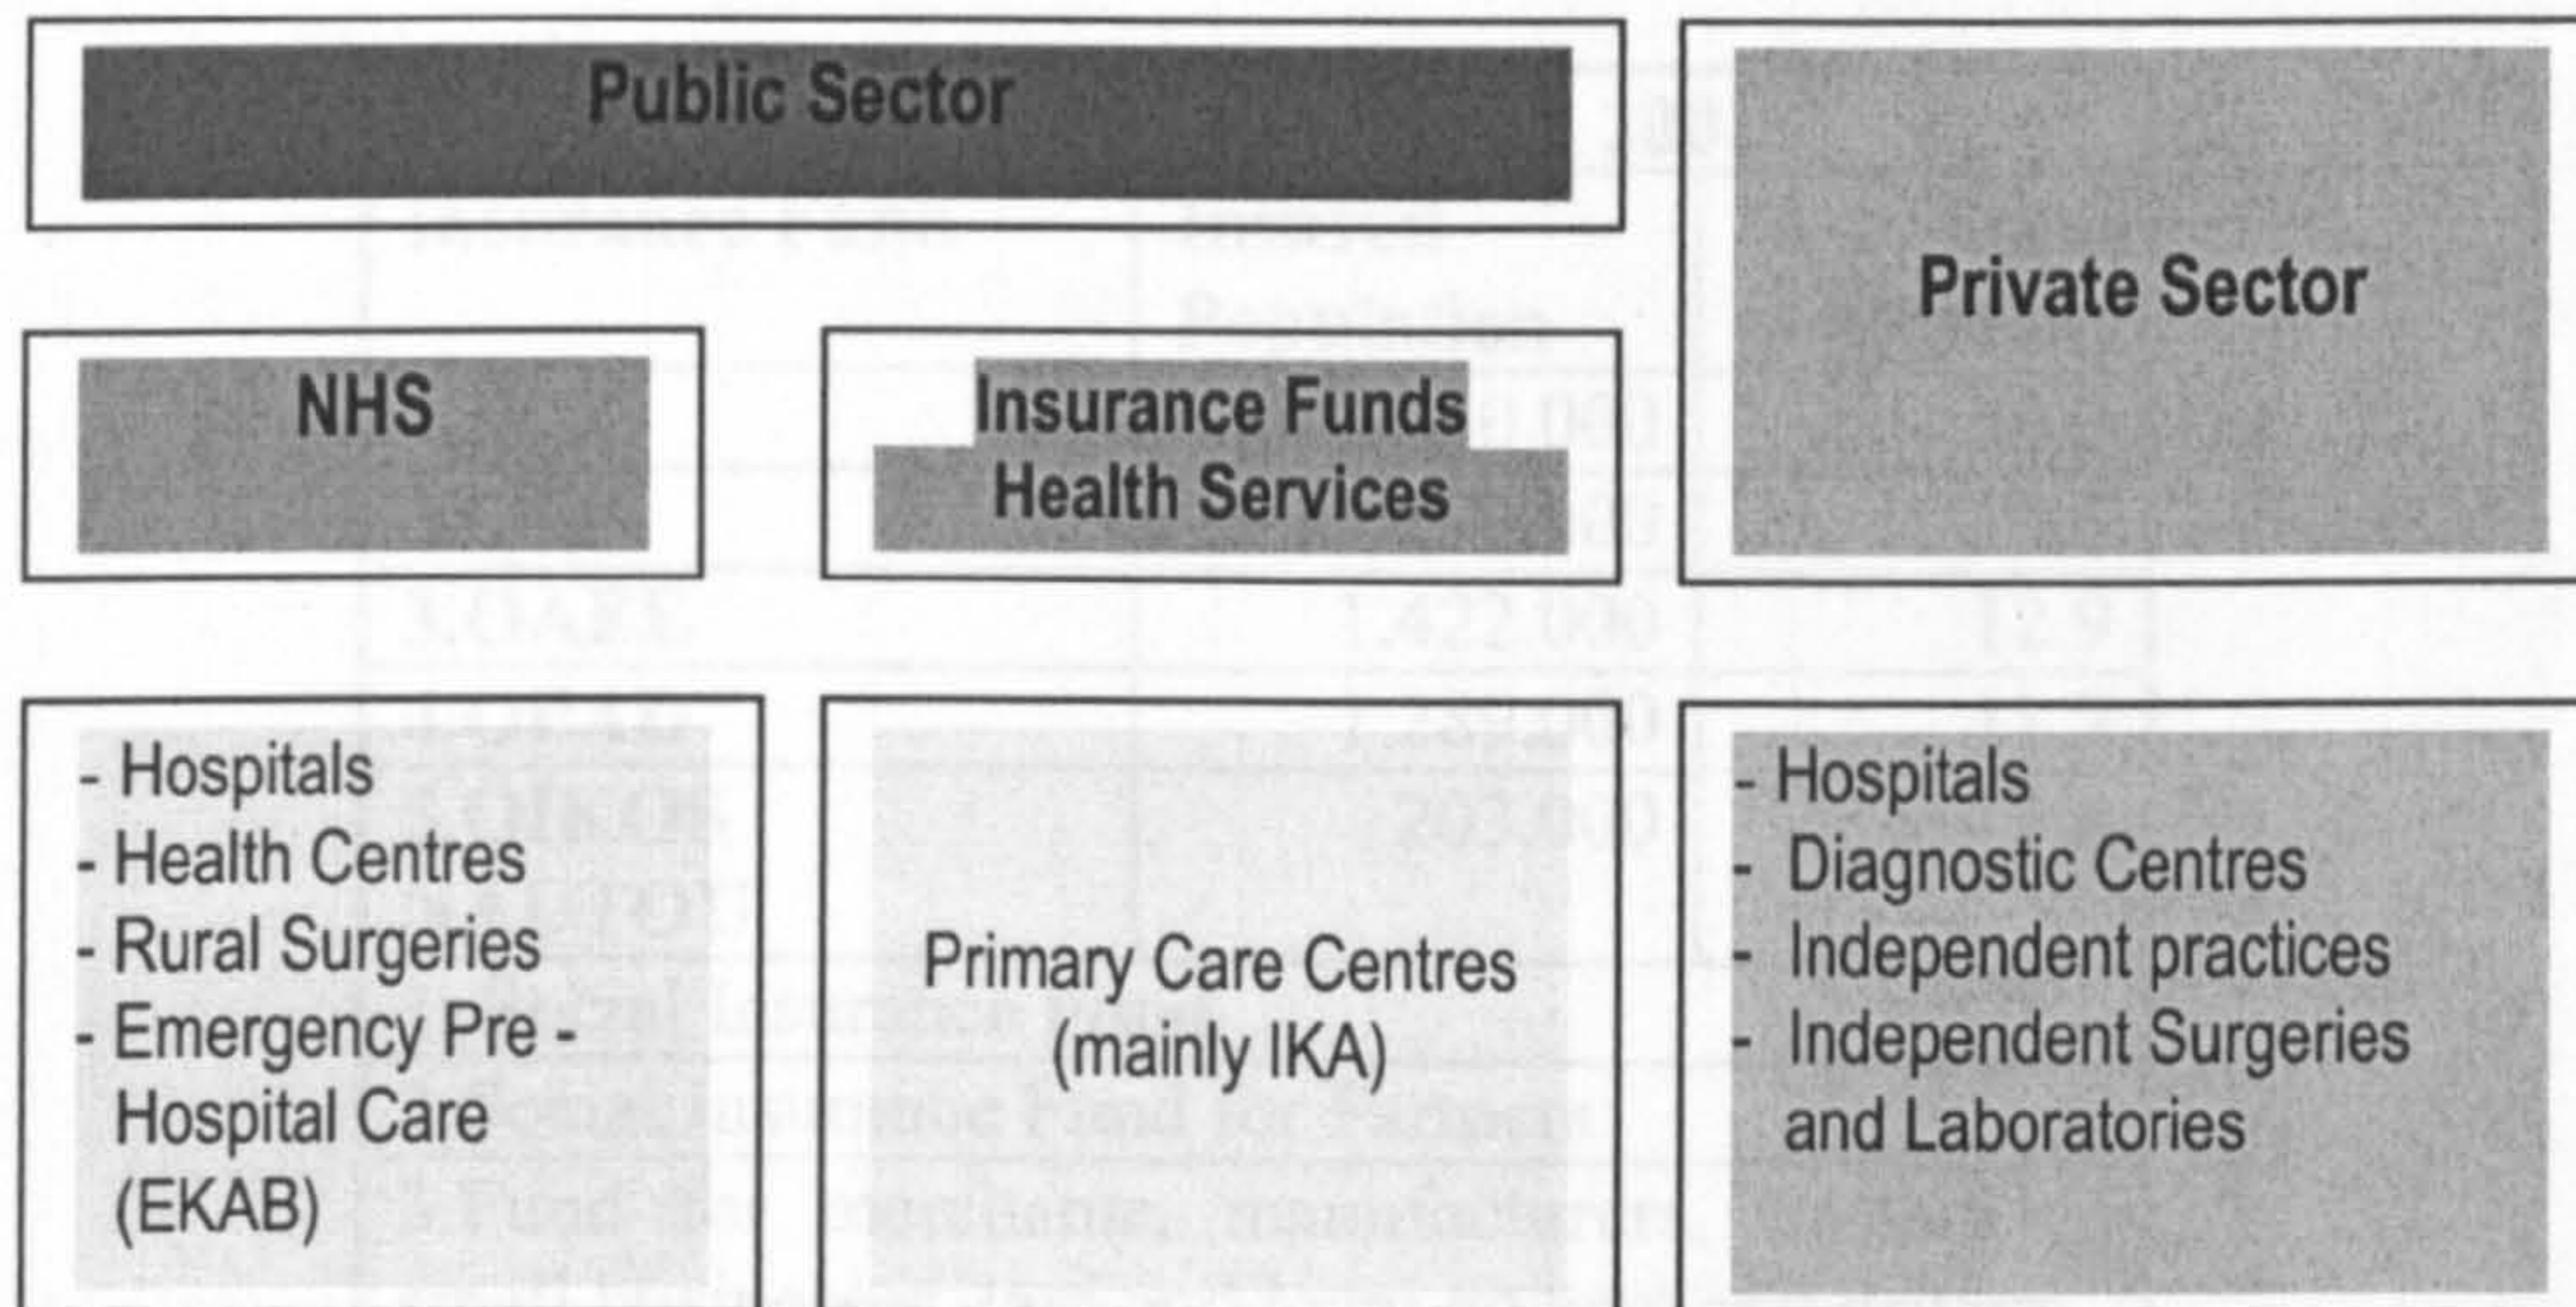 Public Sector
Private Sector
NHS
Insurance Funds
Health Services
- Hospitals
- Health Centres
- Rural Surgeries
- Emergency Pre -
Hospital Care
(EKAB)
Primary Care Centres
(mainly IKA)
- Hospitals
- Diagnostic Centres
- Independent practices
- Independent Surgeries
and Laboratories